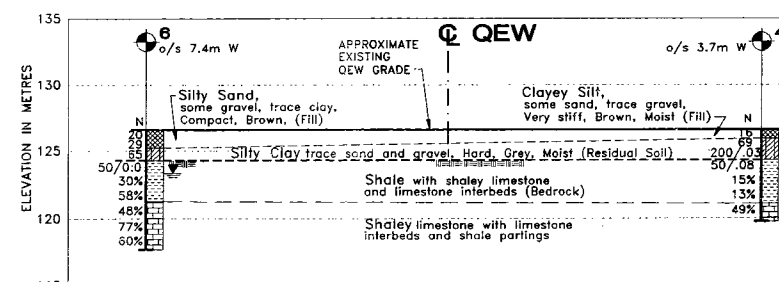 135
6
o/s 7.4m W
℄ QEW
APPROXIMATE
EXISTING
QEW GRADE
o/s 3.7m W
130
ELEVATION IN METRES
Silty Sand,
some gravel, trace clay,
Compact, Brown, (Fill)
Clayey Silt,
some sand, trace gravel,
Very stiff, Brown, Moist (Fill)
N
20
29
65
50/0.0
30%
58%
48%
77%
60%
N
16
69
200/.03
50/.08
15%
13%
49%
125
Silty Clay trace sand and gravel, Hard, Grey, Moist (Residual Soil)
Shale with shaley limestone
and limestone interbeds (Bedrock)
120
Shaley limestone with limestone
interbeds and shale partings